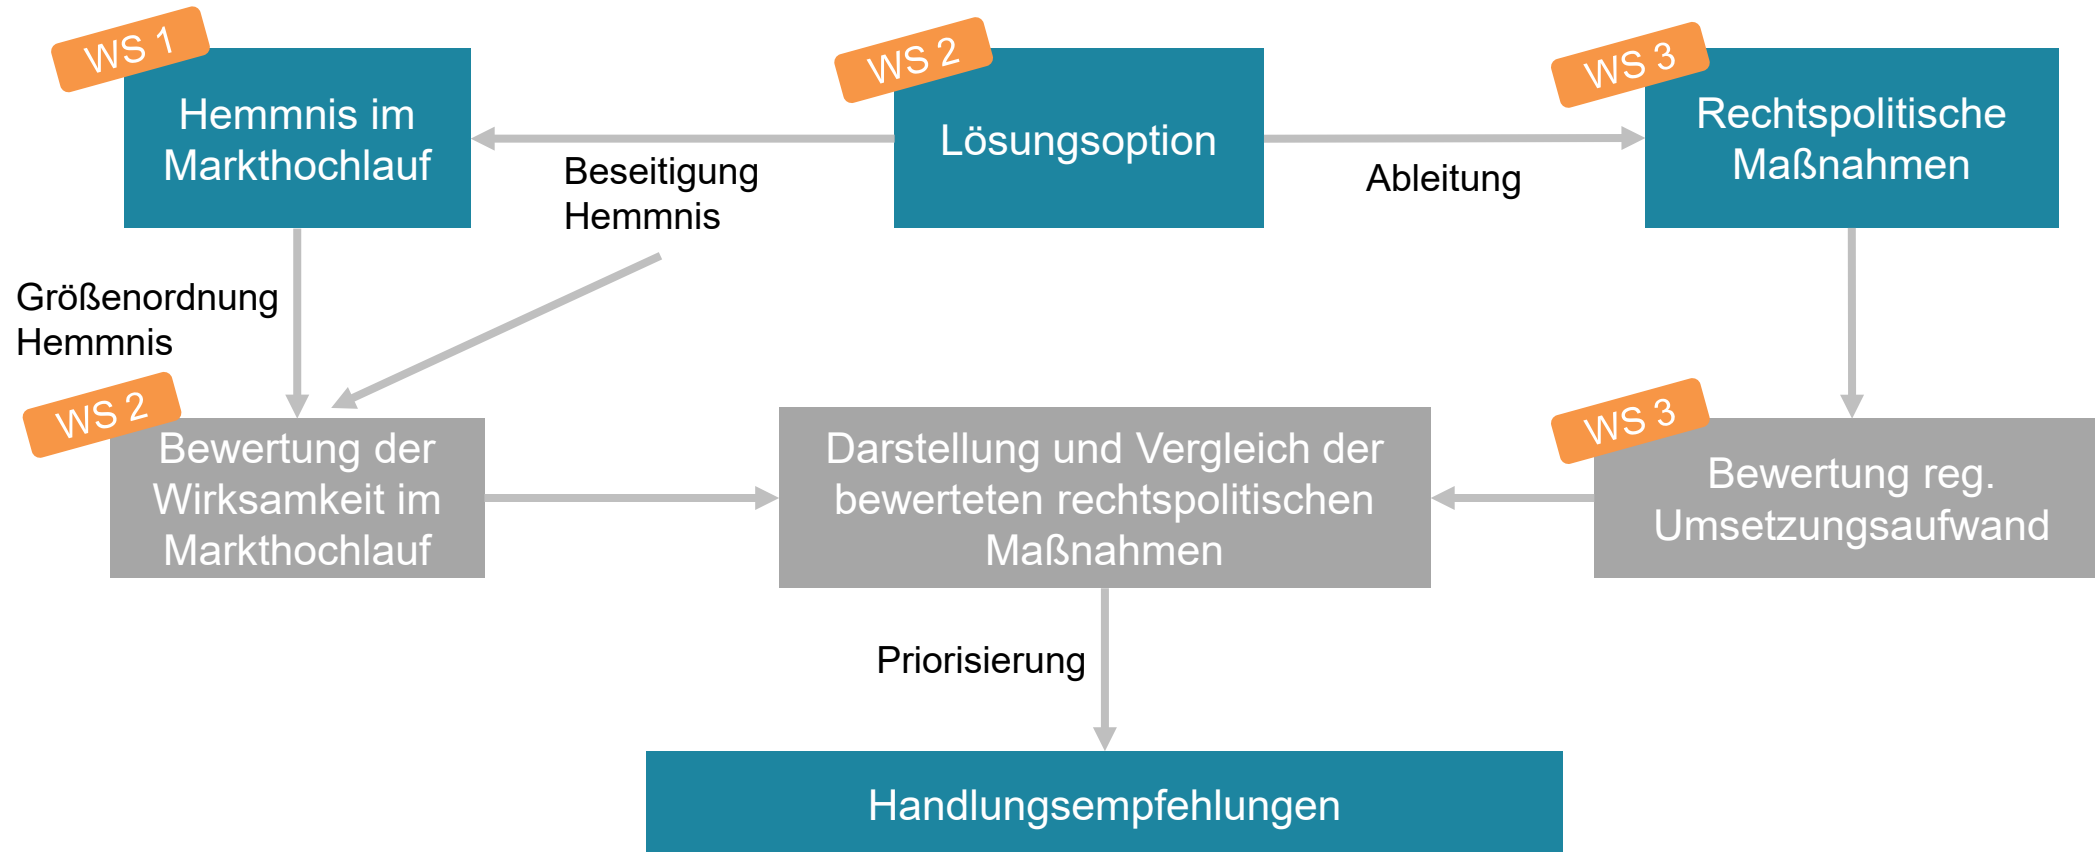 WS 1
Hemmnis im
Markthochlauf
WS 2
Lösungsoption
WS 3
Rechtspolitische
Maßnahmen
Beseitigung
Hemmnis
Ableitung
Größenordnung
Hemmnis
WS 2
Bewertung der
Wirksamkeit im
Markthochlauf
Darstellung und Vergleich der
bewerteten rechtspolitischen
Maßnahmen
WS 3
Bewertung reg.
Umsetzungsaufwand
Priorisierung
Handlungsempfehlungen